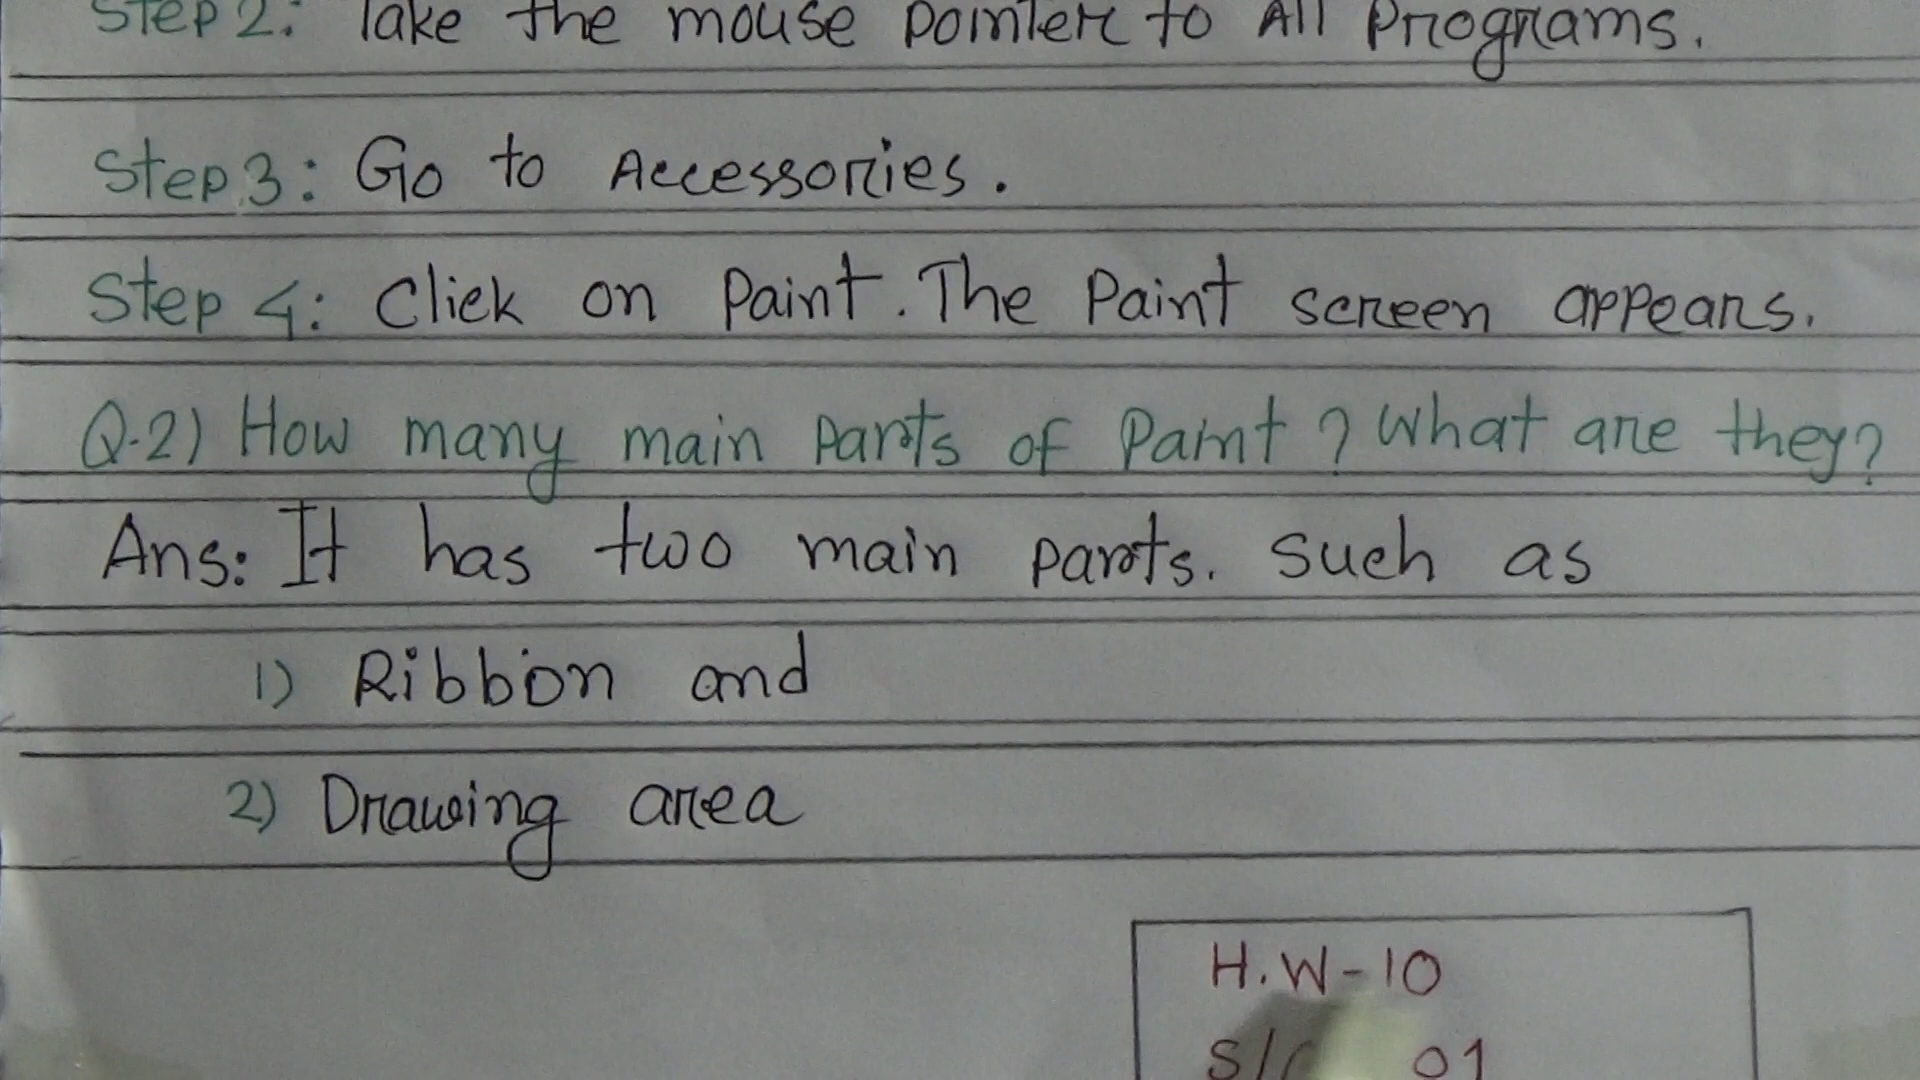 Step 2: Take the mouse pointer to All Programs.
Step 3: Go to Accessories.
Step 4: Click on Paint. The Paint screen appears.
Q.2) How many main parts of Paint? What are they?
Ans: It has two main parts. Such as
1) Ribbon and
2) Drawing area
H.W-10
01